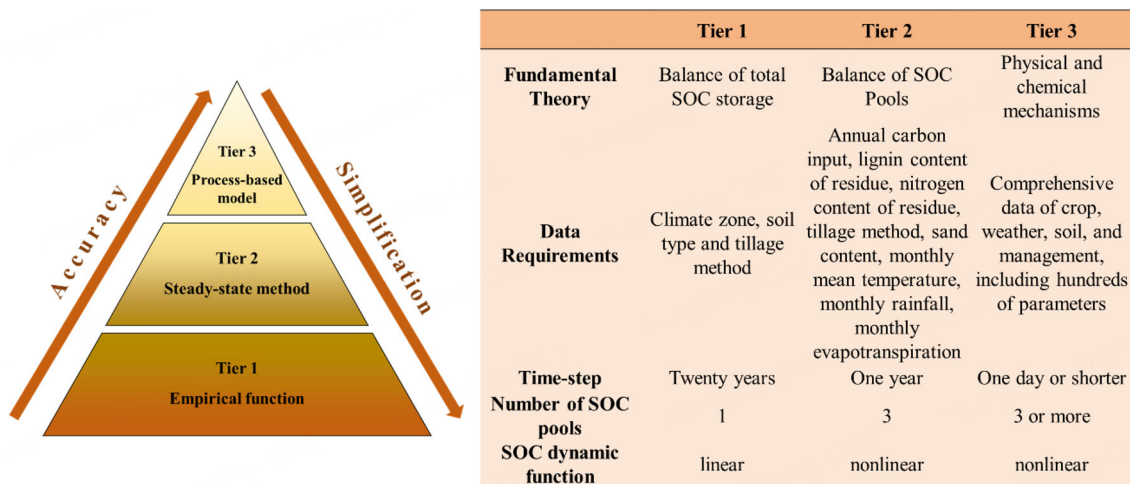 Accuracy
Simplification
Tier 3
Process-based
model
Tier 2
Steady-state method
Tier 1
Empirical function
Tier 1 Tier 2 Tier 3
Fundamental
Theory
Balance of total
SOC storage
Balance of SOC
Pools
Physical and
chemical
mechanisms
Data
Requirements
Climate zone, soil
type and tillage
method
Annual carbon
input, lignin content
of residue, nitrogen
content of residue,
tillage method, sand
content, monthly
mean temperature,
monthly rainfall,
monthly
evapotranspiration
Comprehensive
data of crop,
weather, soil, and
management,
including hundreds
of parameters
Time-step
Twenty years
One year
One day or shorter
Number of SOC
pools
1
3
3 or more
SOC dynamic
function
linear
nonlinear
nonlinear